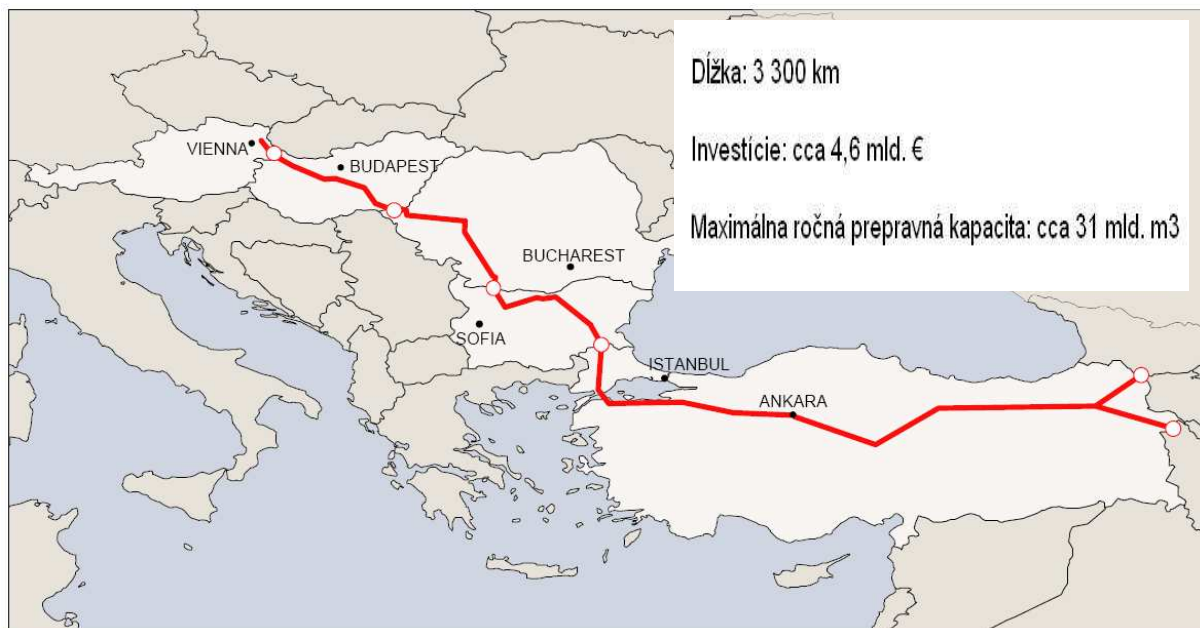 Dĺžka: 3 300 km
Investície: cca 4,6 mld. €
Maximálna ročná prepravná kapacita: cca 31 mld. m3
VIENNA
BUDAPEST
BUCHAREST
SOFIA
ISTANBUL
ANKARA